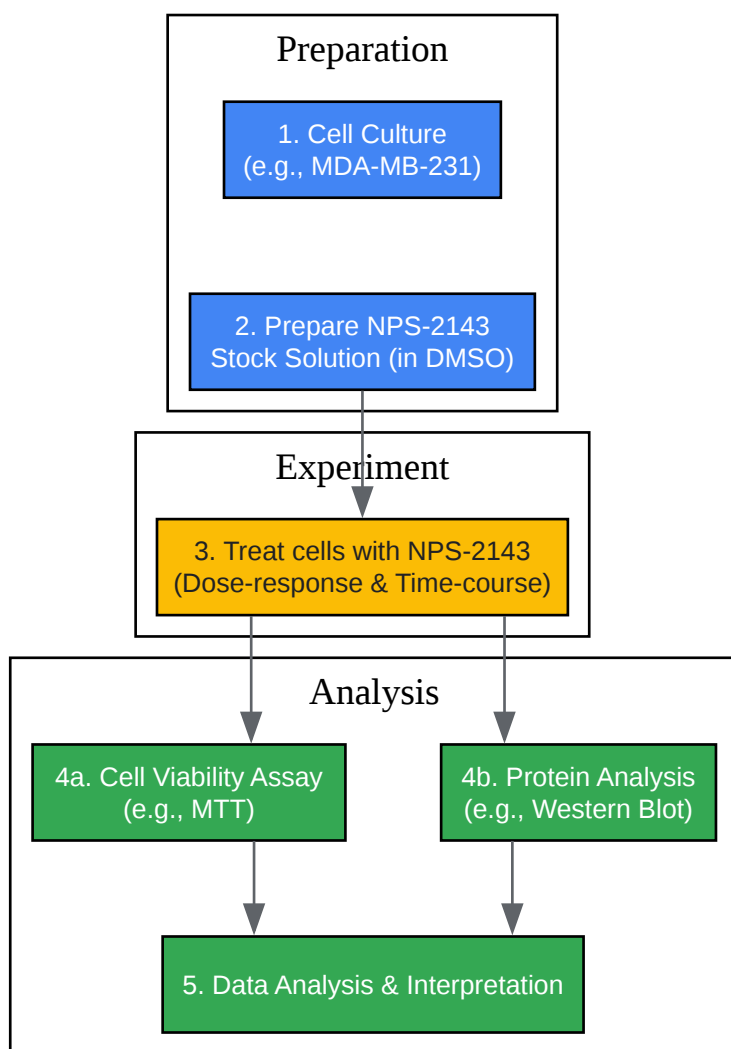 Preparation
1. Cell Culture
(e.g., MDA-MB-231)
2. Prepare NPS-2143
Stock Solution (in DMSO)
Experiment
3. Treat cells with NPS-2143
(Dose-response & Time-course)
Analysis
4a. Cell Viability Assay
(e.g., MTT)
4b. Protein Analysis
(e.g., Western Blot)
5. Data Analysis & Interpretation